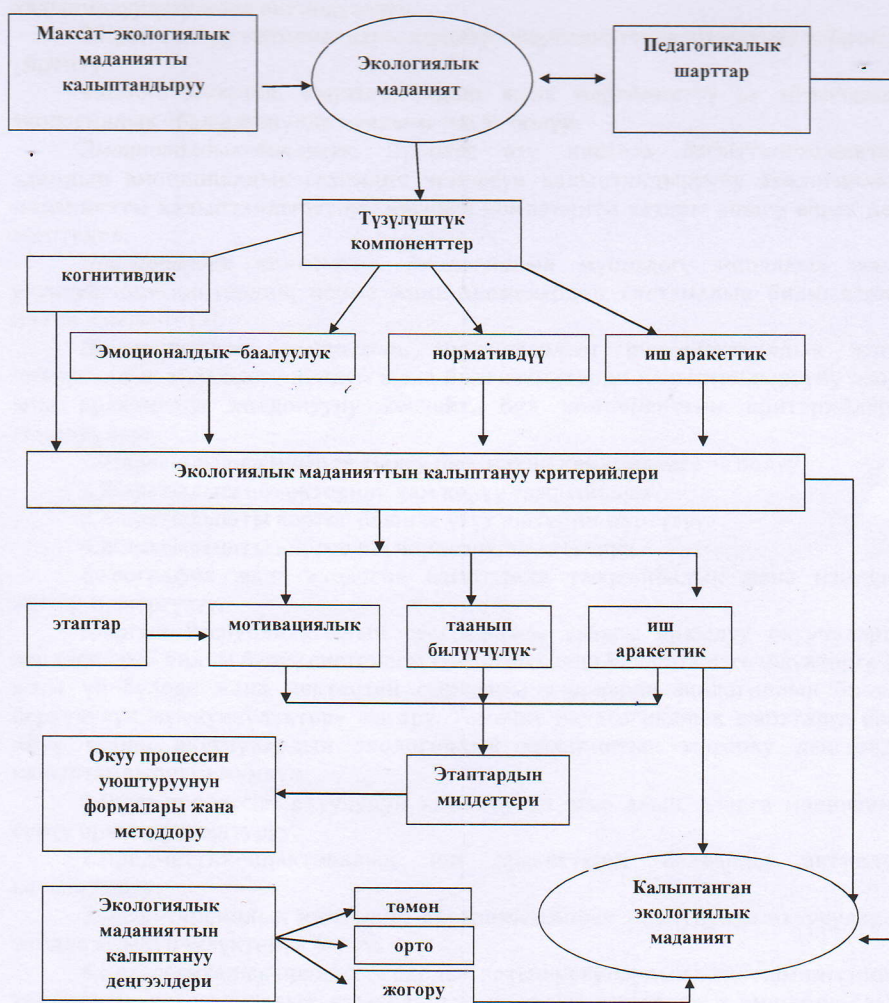 Максат экологиялык
маданиятты
калыптандыруу
Экологиялык
маданият
Педагогикалык
шарттар
Түзүлүштүк
компоненттер
когнитивдик
Эмоционалдык-баалуулук
нормативдүү
иш аракеттик
Экологиялык маданияттын калыптануу критерийлери
этаптар
мотивациялык
таанып
билүүчүлүк
иш
аракеттик
Окуу процессин
уюштуруунун
формалары жана
методдору
Этаптардын
милдеттери
Экологиялык
маданияттын
калыптануу
деңгээлдери
төмөн
орто
жогору
Калыптанган
экологиялык
маданият